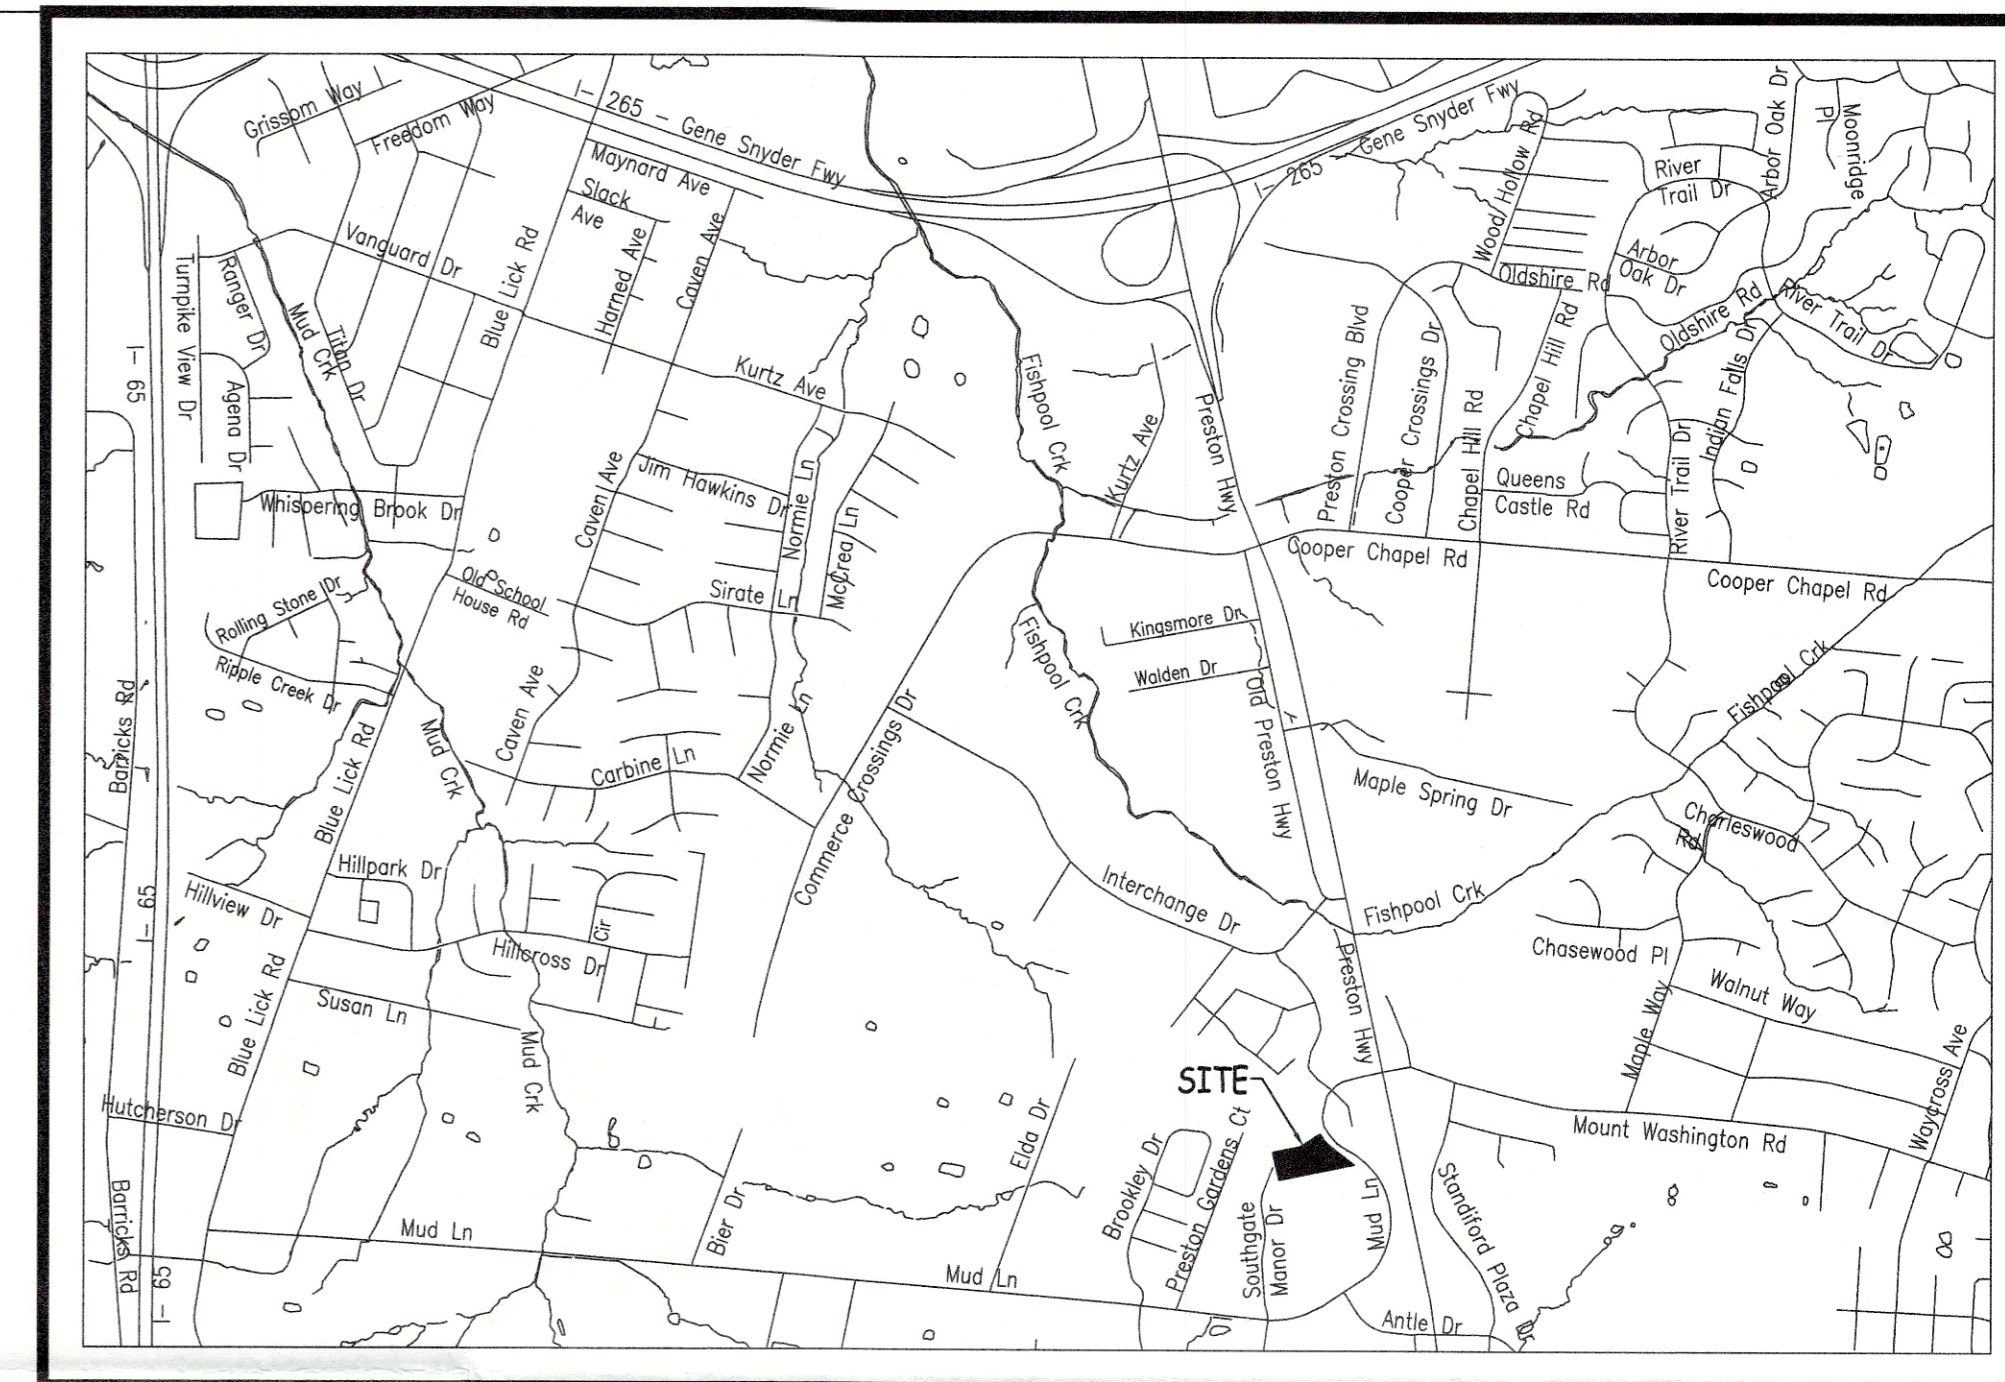 Grissom Way
Freedom Way
I- 265 - Gene Snyder Fwy
Maynard Ave
Slack
Ave
Harned Ave
Caven Ave
Vanguard Dr
Blue Lick Rd
Turnpike View Dr
Ranger Dr
Mud Crk
Titan Dr
Agena Dr
I- 65
Kurtz Ave
Fishpool Crk
Kurtz Ave
Preston Hwy
I- 265 - Gene Snyder Fwy
Wood Hollow Rd
River
Trail Dr
Arbor Oak Dr
Moonridge
Pl
Arbor
Oak Dr
Oldshire Rd
Oldshire Rd
River Trail Dr
Indian Falls Dr
Chapel Hill Rd
Preston Crossing Blvd
Cooper Crossings Dr
Chapel Hill Rd
Queens
Castle Rd
River Trail Dr
Cooper Chapel Rd
Cooper Chapel Rd
Whispering Brook Dr
Jim Hawkins Dr
Caven Ave
Normie Ln
McCrea Ln
Sirate Ln
Old School
House Rd
Rolling Stone Dr
Ripple Creek Dr
Kingsmore Dr
Walden Dr
Fishpool Crk
Old Preston Hwy
Fishpool Crk
Barricks Rd
Blue Lick Rd
Mud Crk
Caven Ave
Carbine Ln
Normie Ln
Commerce Crossings Dr
Maple Spring Dr
Charleswood
Rd
Interchange Dr
Fishpool Crk
Chasewood Pl
Walnut Way
Maple Way
Waycross Ave
Hillpark Dr
Hillview Dr
I- 65
Hillcross Dr
Cir
Susan Ln
Blue Lick Rd
Mud Crk
Preston Hwy
SITE
Mount Washington Rd
Hutcherson Dr
Elda Dr
Brookley Dr
Preston Gardens Ct
Southgate
Manor Dr
Mud Ln
Standiford Plaza Dr
Barricks Rd
I- 65
Mud Ln
Bier Dr
Mud Ln
Antle Dr